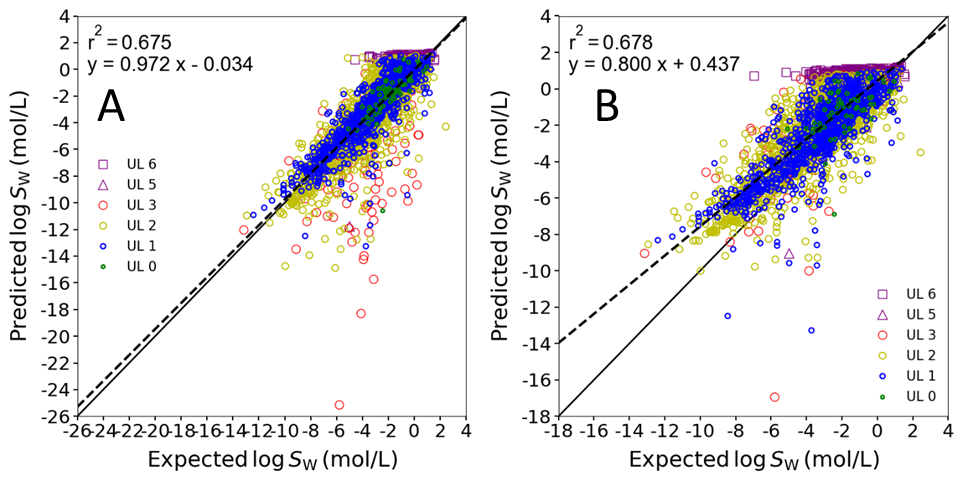 4
2
0
-2
-4
-6
-8
-10
-12
-14
-16
-18
-20
-22
-24
-26
r² = 0.675
y = 0.972 x - 0.034
A
UL 6
UL 5
UL 3
UL 2
UL 1
UL 0
Predicted log S_W (mol/L)
-26-24-22-20-18-16-14-12-10 -8 -6 -4 -2 0 2 4
Expected log S_W (mol/L)
4
2
0
-2
-4
-6
-8
-10
-12
-14
-16
-18
r² = 0.678
y = 0.800 x + 0.437
B
UL 6
UL 5
UL 3
UL 2
UL 1
UL 0
Predicted log S_W (mol/L)
-18 -16 -14 -12 -10 -8 -6 -4 -2 0 2 4
Expected log S_W (mol/L)